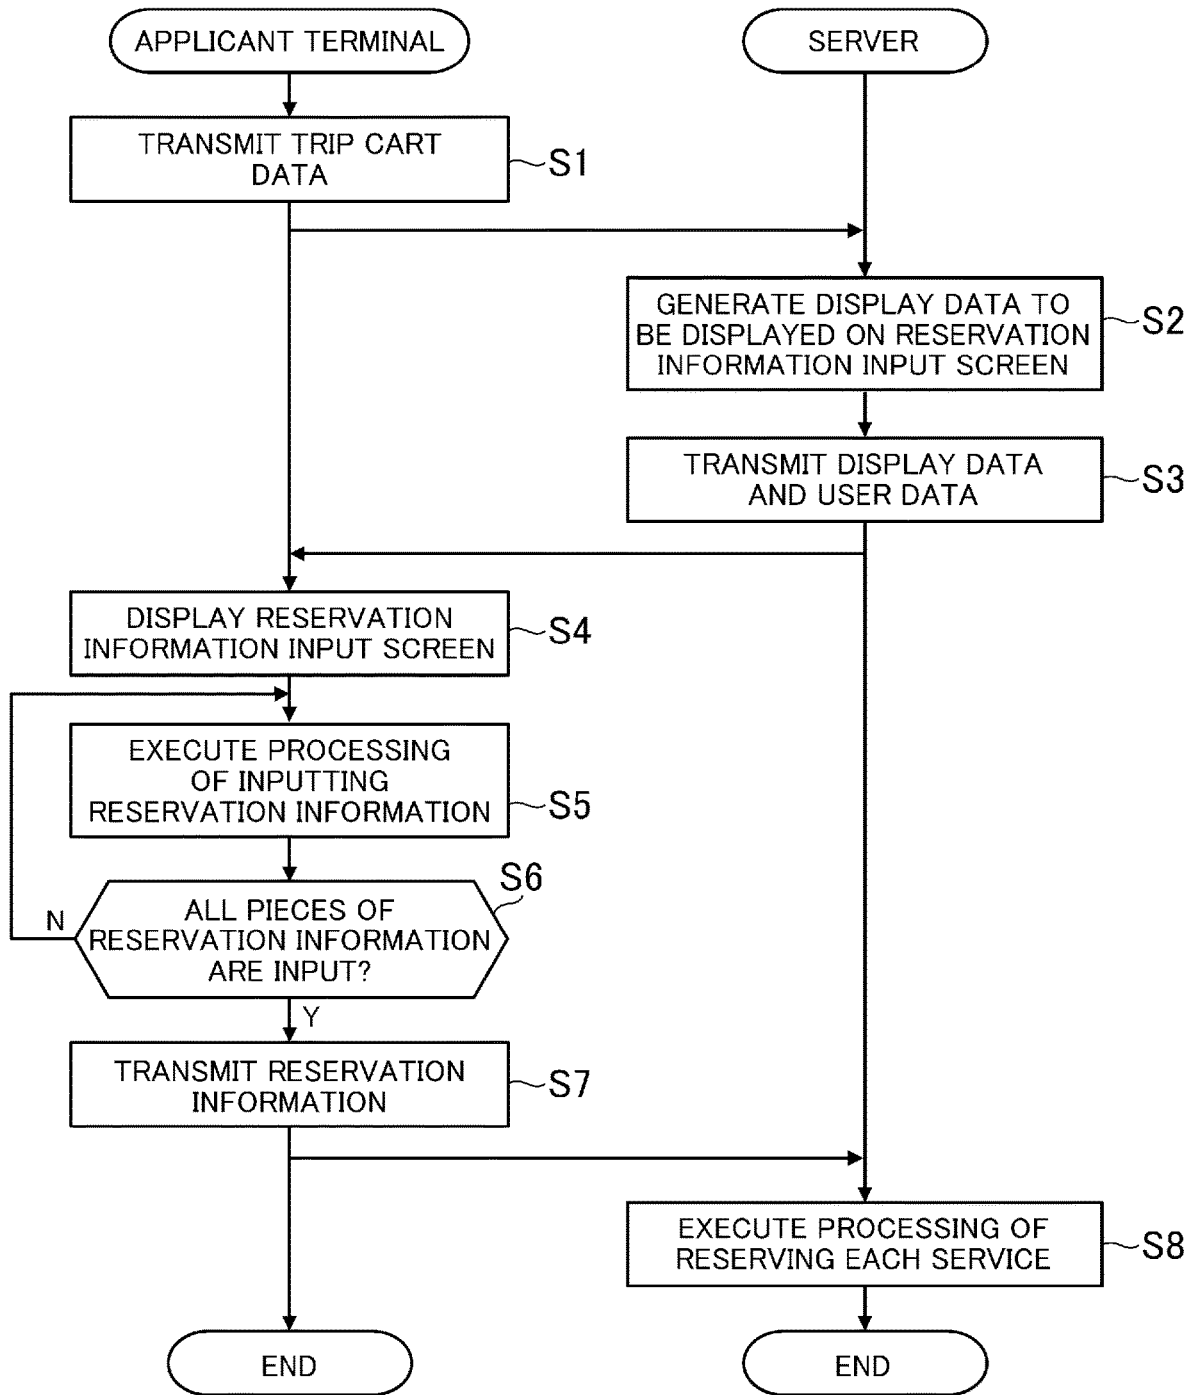 APPLICANT TERMINAL
SERVER
TRANSMIT TRIP CART
DATA
S1
GENERATE DISPLAY DATA TO
BE DISPLAYED ON RESERVATION
INFORMATION INPUT SCREEN
S2
TRANSMIT DISPLAY DATA
AND USER DATA
S3
DISPLAY RESERVATION
INFORMATION INPUT SCREEN
S4
EXECUTE PROCESSING
OF INPUTTING
RESERVATION INFORMATION
S5
ALL PIECES OF
RESERVATION INFORMATION
ARE INPUT?
S6
N
Y
TRANSMIT RESERVATION
INFORMATION
S7
EXECUTE PROCESSING OF
RESERVING EACH SERVICE
S8
END
END